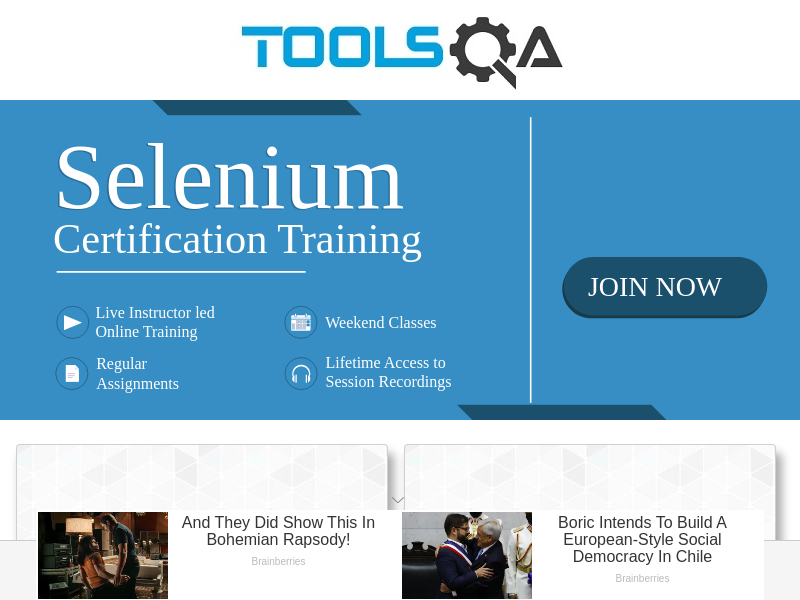 TOOLSQA
Selenium
Certification Training
JOIN NOW
Live Instructor led
Online Training
Weekend Classes
Regular
Assignments
Lifetime Access to
Session Recordings
And They Did Show This In
Bohemian Rapsody!
Brainberries
Boric Intends To Build A
European-Style Social
Democracy In Chile
Brainberries